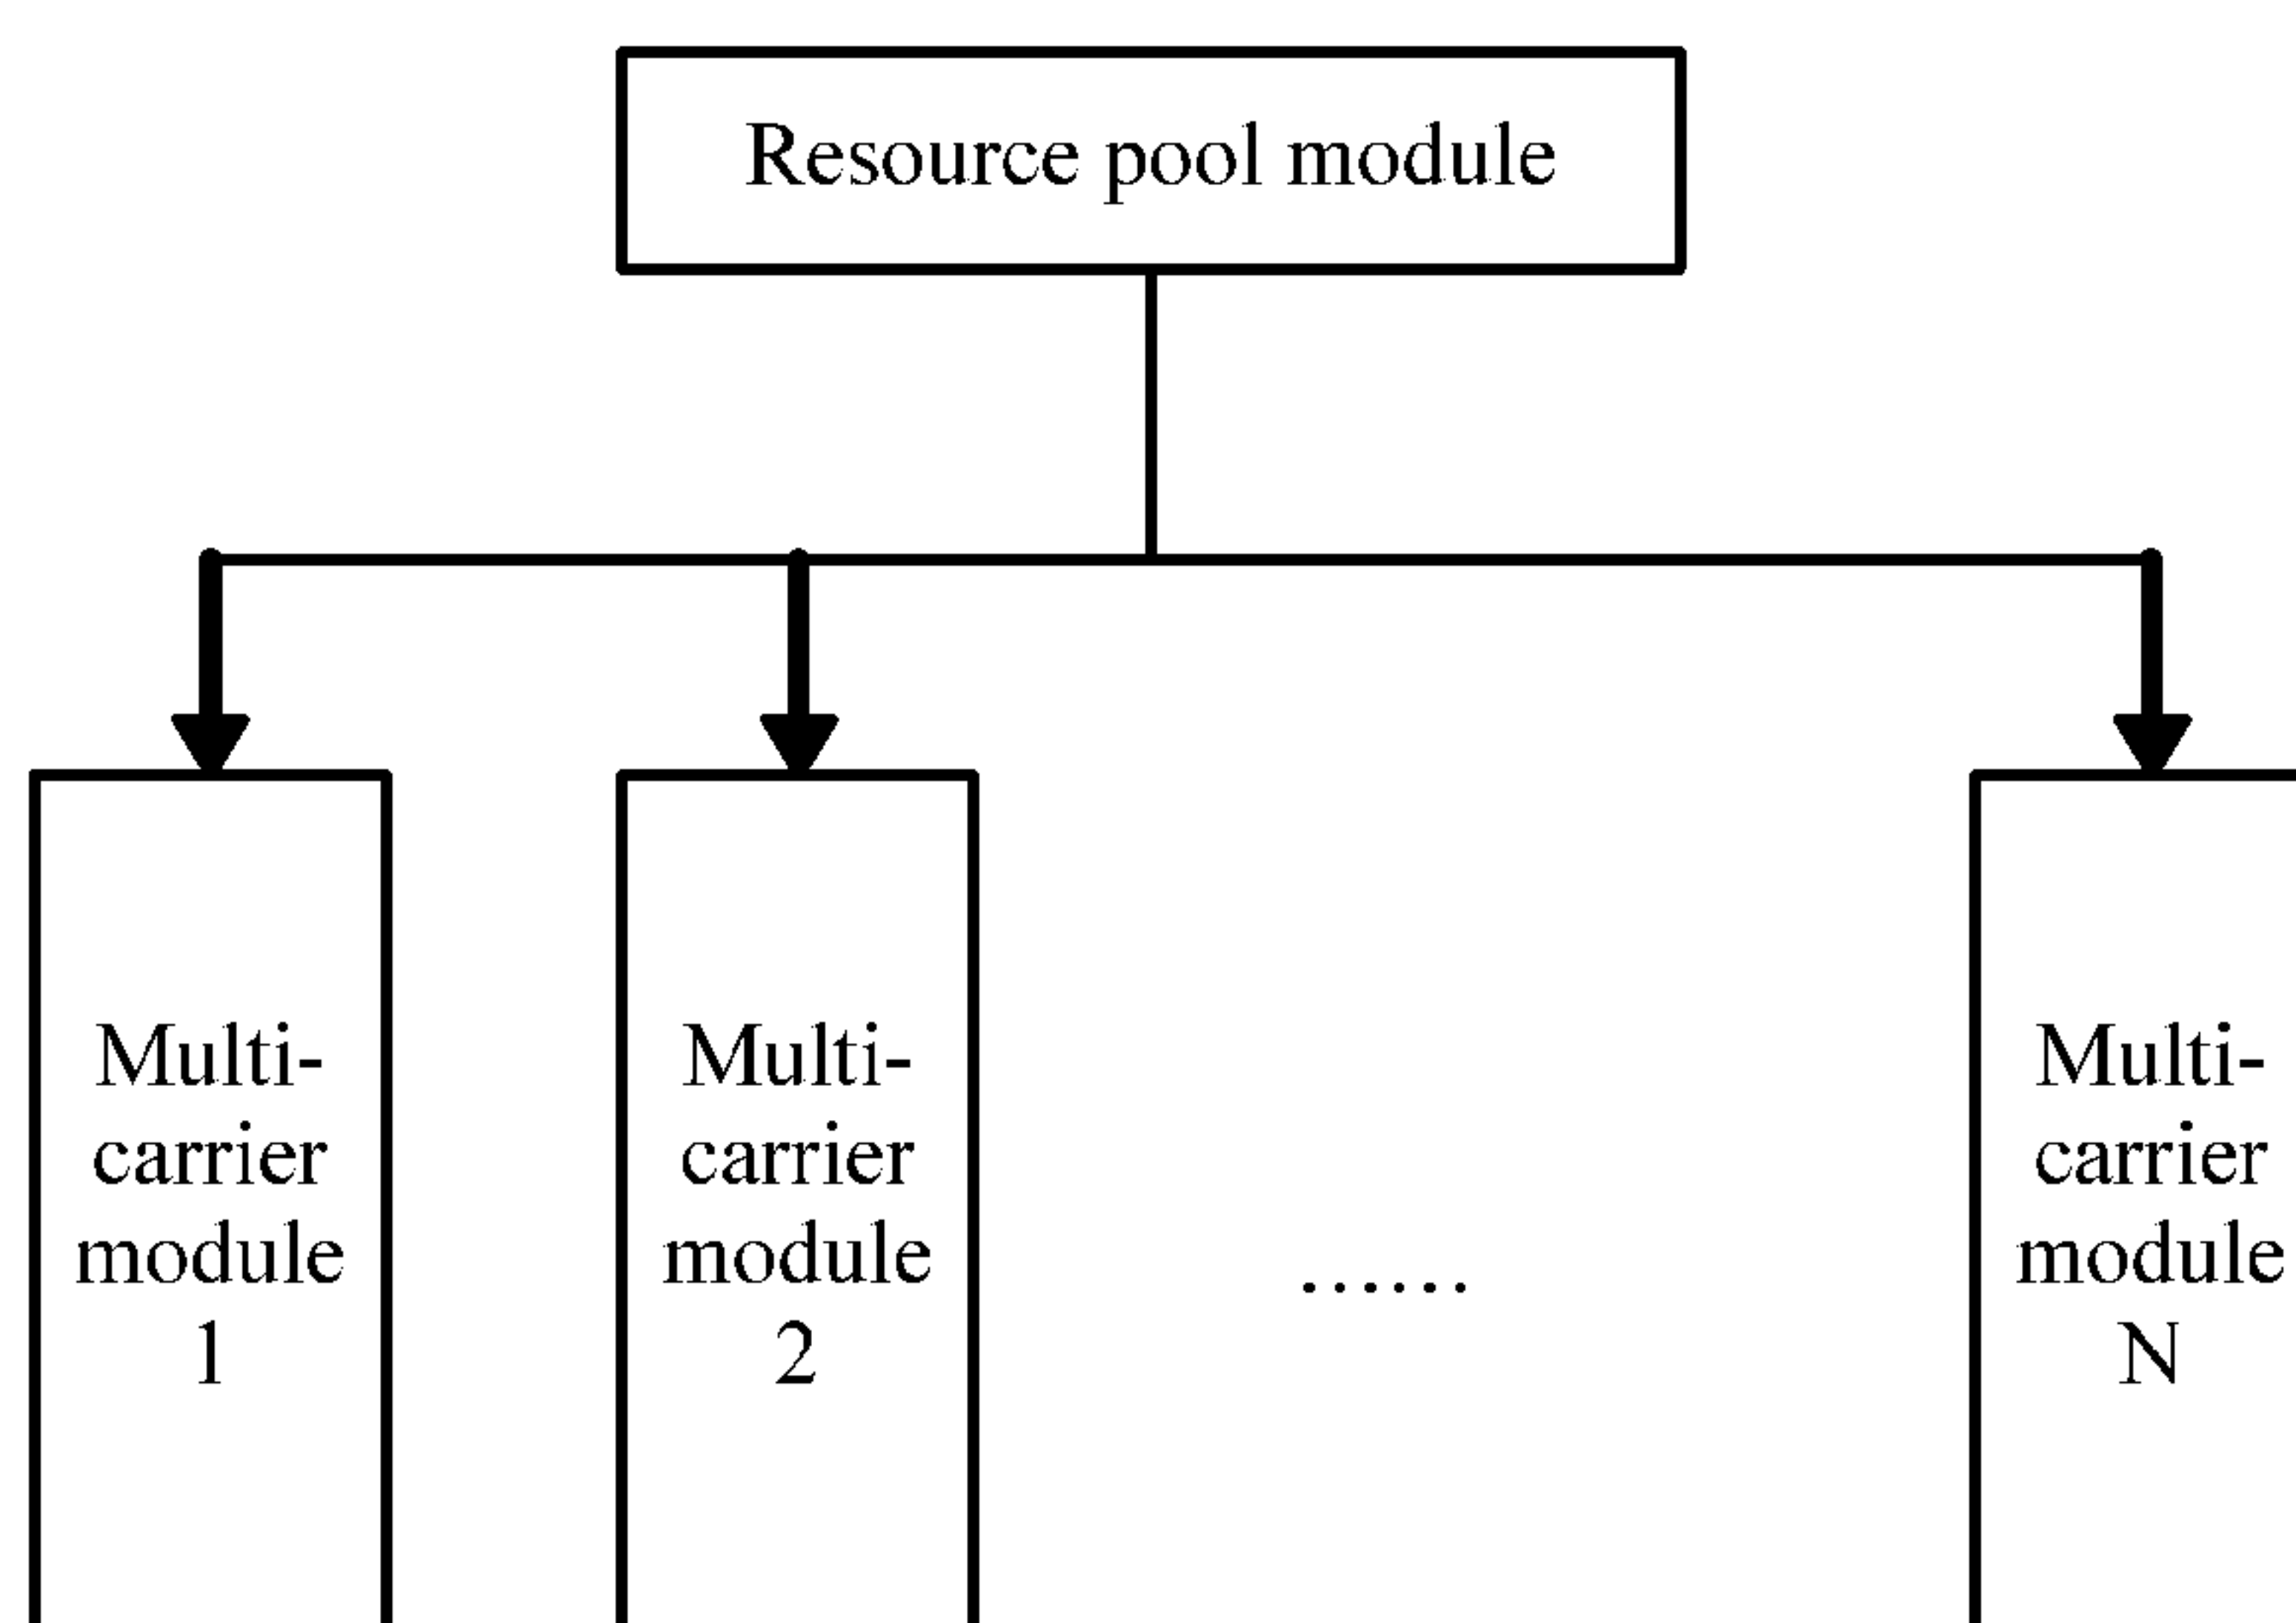 Resource pool module
Multi-
carrier
module
1
Multi-
carrier
module
2
......
Multi-
carrier
module
N